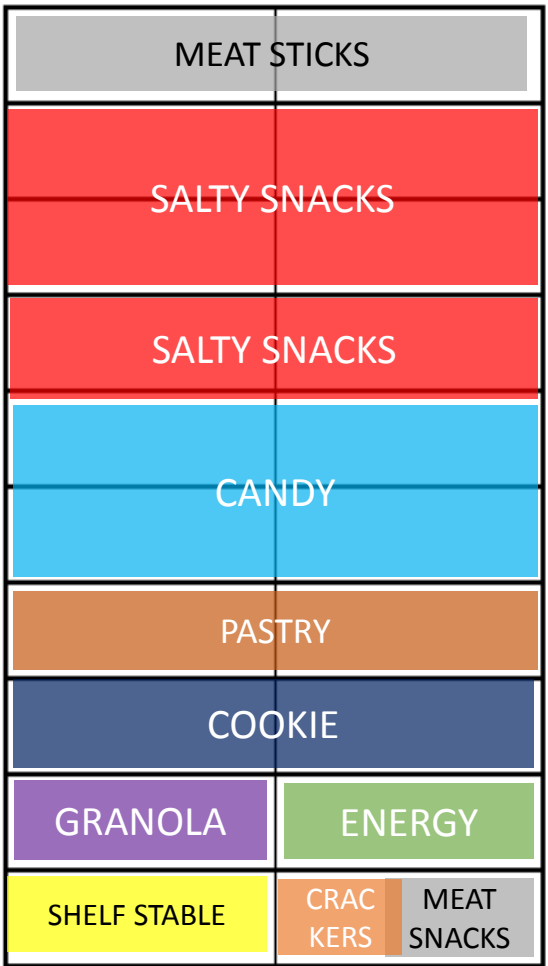 MEAT STICKS
SALTY SNACKS
SALTY SNACKS
CANDY
PASTRY
COOKIE
GRANOLA
ENERGY
SHELF STABLE
CRAC
KERS
MEAT
SNACKS